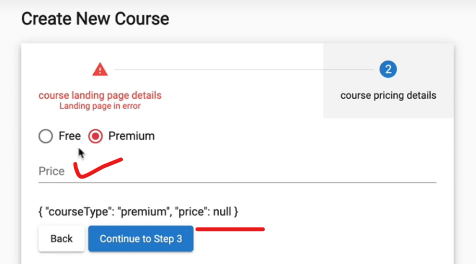 Create New Course
2
course landing page details
Landing page in error
course pricing details
Free
Premium
Price
{ "courseType": "premium", "price": null }
Back
Continue to Step 3